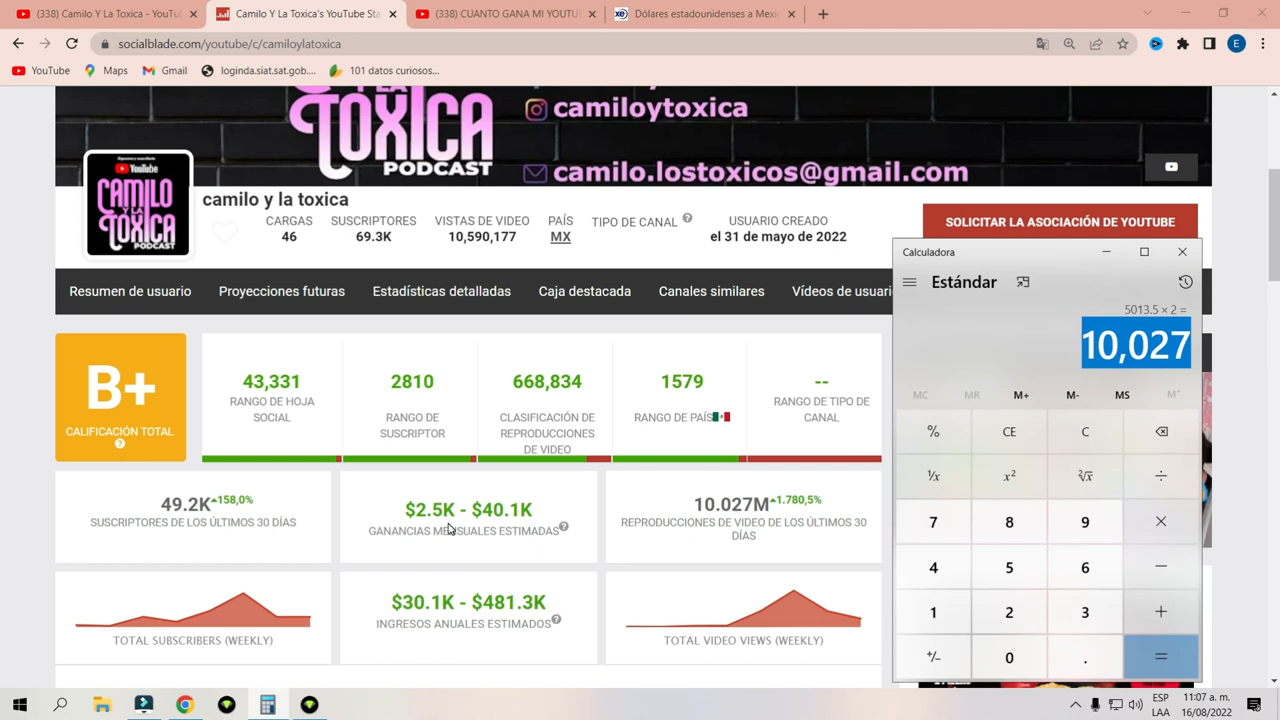 (338) Camilo Y La Toxica - YouTu
Camilo Y La Toxica's YouTube Sta
(338) CUANTO GANA MI YOUTU
Dólares estadounidenses a Mexi
socialblade.com/youtube/c/camiloylatoxica
E
YouTube
Maps
Gmail
loginda.siat.sat.gob....
101 datos curiosos...
TOXICA
PODCAST
camiloytoxica
camilo.lostoxicos@gmail.com
YouTube
CAMILO
Y LA
TOXICA
PODCAST
camilo y la toxica
CARGAS
46
SUSCRIPTORES
69.3K
VISTAS DE VIDEO
10,590,177
PAÍS
MX
TIPO DE CANAL
USUARIO CREADO
el 31 de mayo de 2022
SOLICITAR LA ASOCIACIÓN DE YOUTUBE
Resumen de usuario
Proyecciones futuras
Estadísticas detalladas
Caja destacada
Canales similares
Vídeos de usuari
B+
CALIFICACIÓN TOTAL
43,331
RANGO DE HOJA
SOCIAL
2810
RANGO DE
SUSCRIPTOR
668,834
CLASIFICACIÓN DE
REPRODUCCIONES
DE VIDEO
1579
RANGO DE PAÍS
--
RANGO DE TIPO DE
CANAL
49.2K 158,0%
SUSCRIPTORES DE LOS ÚLTIMOS 30 DÍAS
$2.5K - $40.1K
GANANCIAS MENSUALES ESTIMADAS
10.027M 1.780,5%
REPRODUCCIONES DE VIDEO DE LOS ÚLTIMOS 30
DÍAS
TOTAL SUBSCRIBERS (WEEKLY)
$30.1K - $481.3K
INGRESOS ANUALES ESTIMADOS
TOTAL VIDEO VIEWS (WEEKLY)
Calculadora
Estándar
5013.5 × 2 =
10,027
MC MR M+ M- MS M˅
% CE C
¹/x x² ²√x ÷
7 8 9 ×
4 5 6 −
1 2 3 +
+/− 0 . =
ESP
LAA
11:07 a. m.
16/08/2022